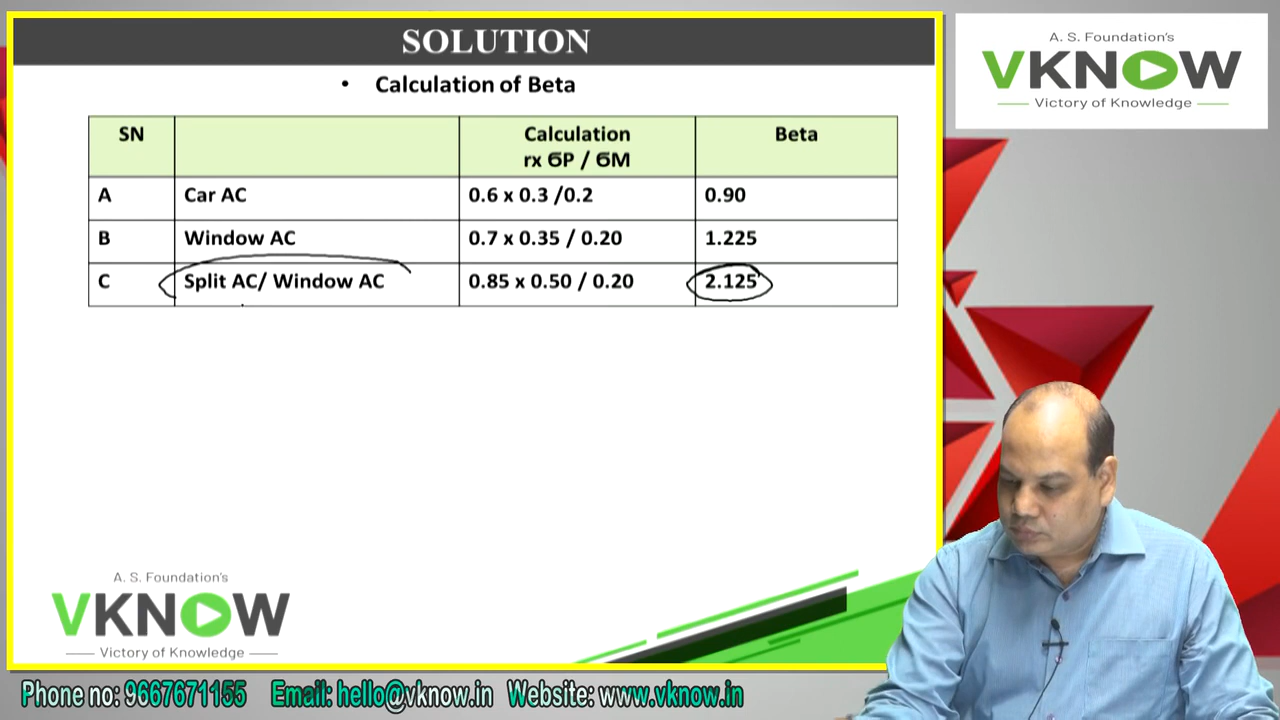 SOLUTION
• Calculation of Beta
SN Calculation rx ϬP / ϬM Beta
A Car AC 0.6 x 0.3 /0.2 0.90
B Window AC 0.7 x 0.35 / 0.20 1.225
C Split AC/ Window AC 0.85 x 0.50 / 0.20 2.125
A. S. Foundation's
VKNOW
Victory of Knowledge
A. S. Foundation's
VKNOW
Victory of Knowledge
Phone no: 9667671155 Email: hello@vknow.in Website: www.vknow.in